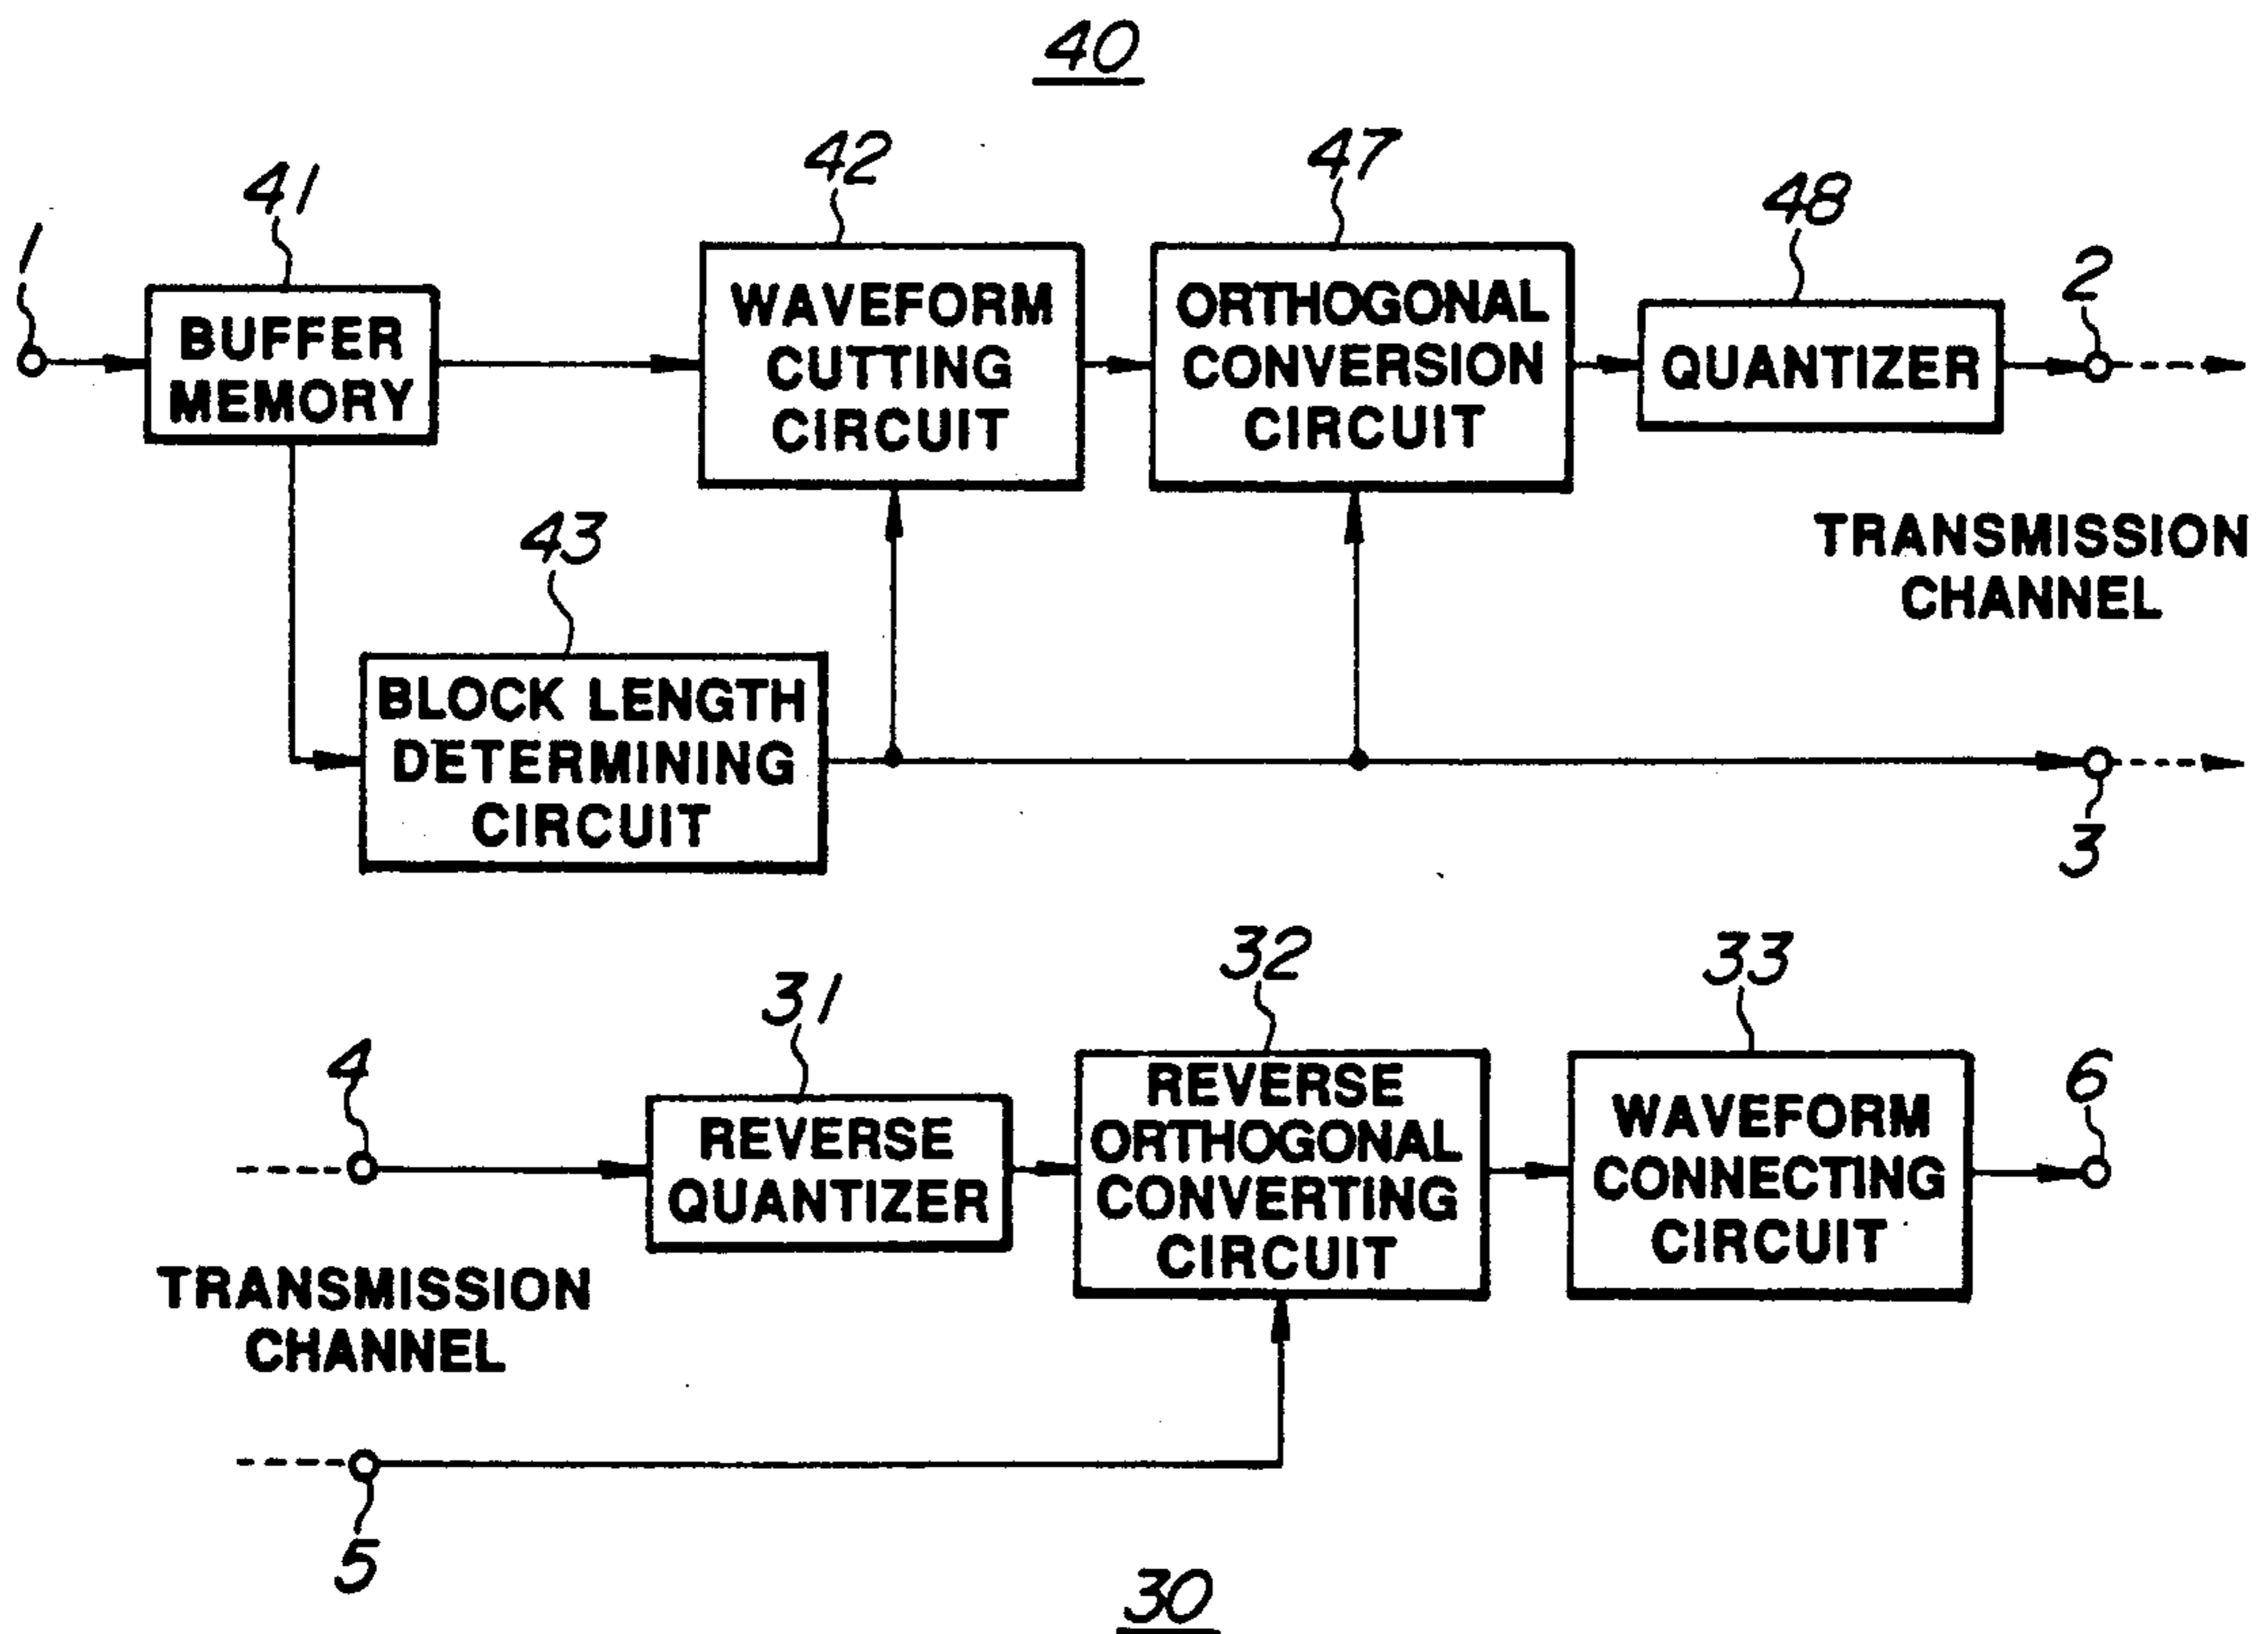 40
41
42
47
48
1
2
BUFFER
MEMORY
WAVEFORM
CUTTING
CIRCUIT
ORTHOGONAL
CONVERSION
CIRCUIT
QUANTIZER
TRANSMISSION
CHANNEL
43
BLOCK LENGTH
DETERMINING
CIRCUIT
3
31
32
33
4
6
REVERSE
QUANTIZER
REVERSE
ORTHOGONAL
CONVERTING
CIRCUIT
WAVEFORM
CONNECTING
CIRCUIT
TRANSMISSION
CHANNEL
5
30